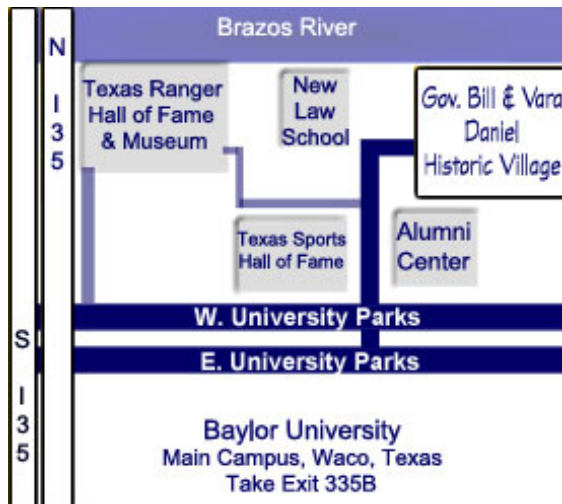 Brazos River
N
I
3
5
Texas Ranger
Hall of Fame
& Museum
New
Law
School
Gov. Bill & Vara
Daniel
Historic Village
Texas Sports
Hall of Fame
Alumni
Center
W. University Parks
S
I
3
5
E. University Parks
Baylor University
Main Campus, Waco, Texas
Take Exit 335B